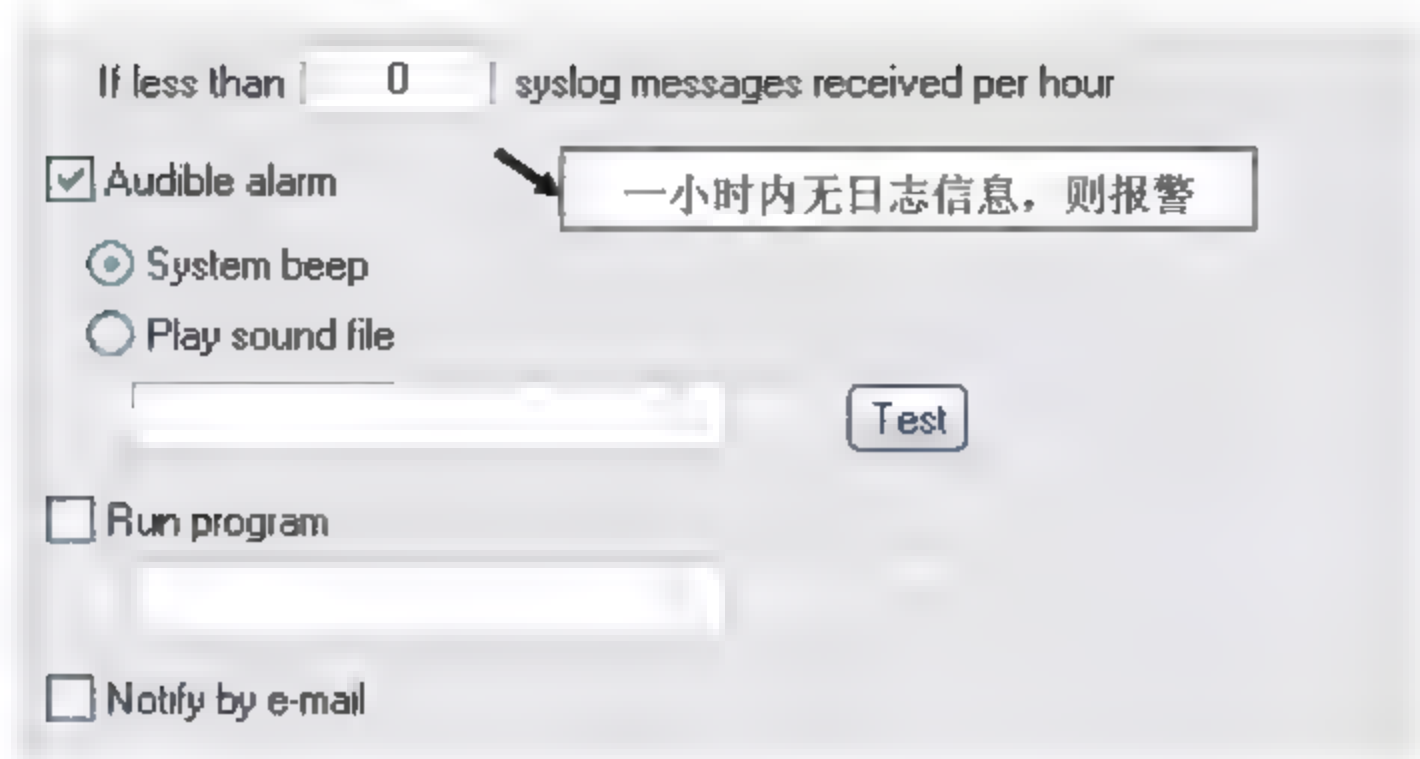 If less than 0 syslog messages received per hour
Audible alarm
一小时内无日志信息，则报警
System beep
Play sound file
Test
Run program
Notify by e-mail